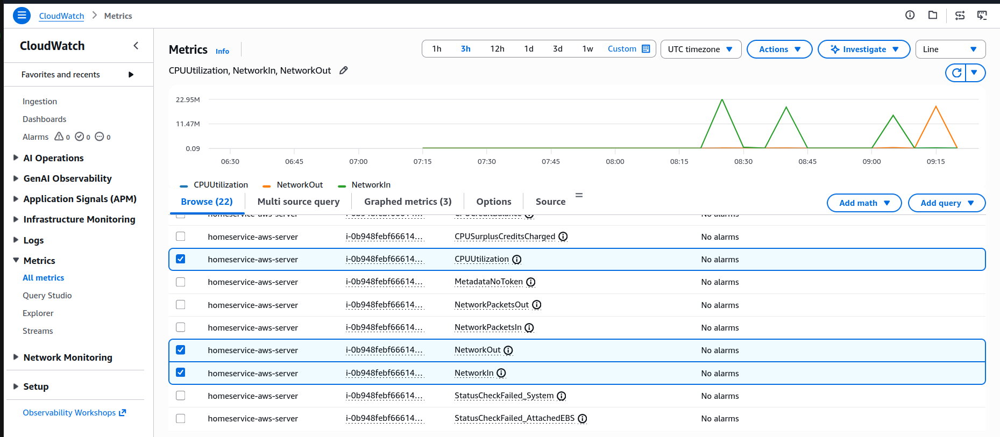 CloudWatch > Metrics
CloudWatch
Favorites and recents
Ingestion
Dashboards
Alarms 0 0 0
AI Operations
GenAI Observability
Application Signals (APM)
Infrastructure Monitoring
Logs
Metrics
All metrics
Query Studio
Explorer
Streams
Network Monitoring
Setup
Observability Workshops
Metrics Info
1h 3h 12h 1d 3d 1w Custom UTC timezone Actions Investigate Line
CPUUtilization, NetworkIn, NetworkOut
22.95M
11.47M
0.09
06:30 06:45 07:00 07:15 07:30 07:45 08:00 08:15 08:30 08:45 09:00 09:15
CPUUtilization NetworkOut NetworkIn
Browse (22) Multi source query Graphed metrics (3) Options Source Add math Add query
homeservice-aws-server i-0b948febf66614... CPUCreditBalance No alarms
homeservice-aws-server i-0b948febf66614... CPUSurplusCreditsCharged No alarms
homeservice-aws-server i-0b948febf66614... CPUUtilization No alarms
homeservice-aws-server i-0b948febf66614... MetadataNoToken No alarms
homeservice-aws-server i-0b948febf66614... NetworkPacketsOut No alarms
homeservice-aws-server i-0b948febf66614... NetworkPacketsIn No alarms
homeservice-aws-server i-0b948febf66614... NetworkOut No alarms
homeservice-aws-server i-0b948febf66614... NetworkIn No alarms
homeservice-aws-server i-0b948febf66614... StatusCheckFailed_System No alarms
homeservice-aws-server i-0b948febf66614... StatusCheckFailed_AttachedEBS No alarms